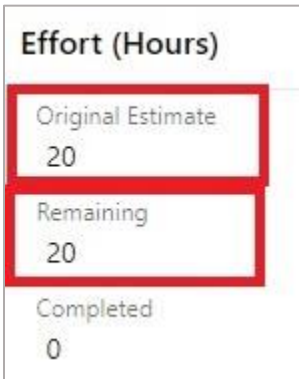 Effort (Hours)
Original Estimate
20
Remaining
20
Completed
0